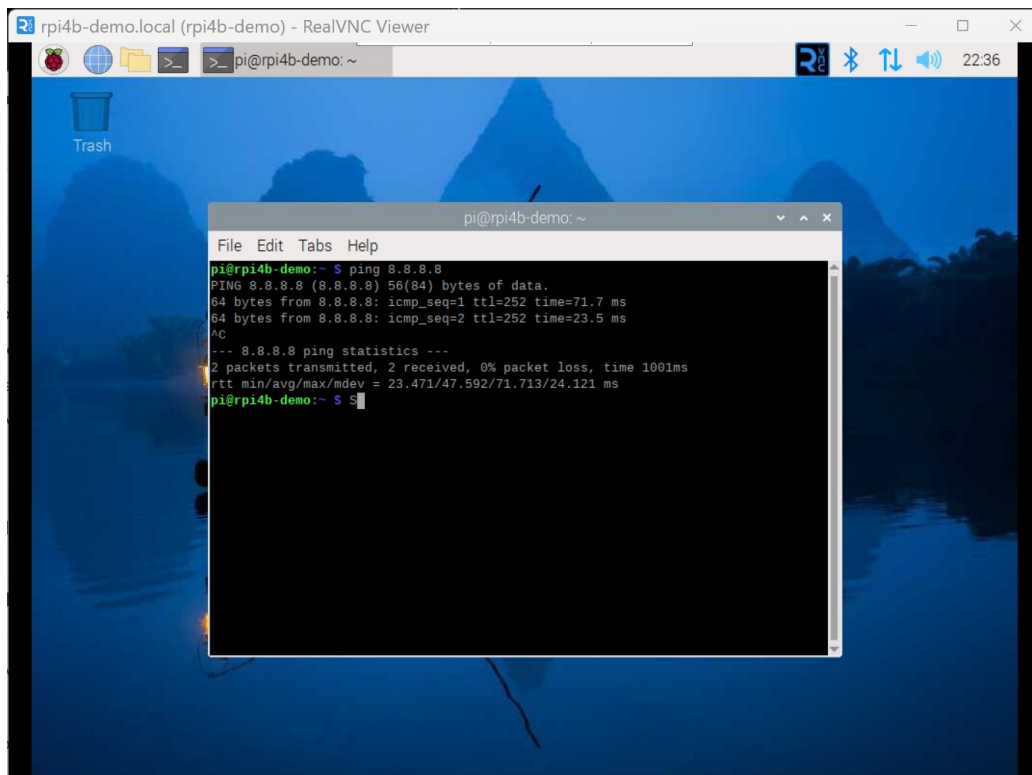 rpi4b-demo.local (rpi4b-demo) - RealVNC Viewer
pi@rpi4b-demo: ~
22:36
Trash
pi@rpi4b-demo: ~
File Edit Tabs Help
pi@rpi4b-demo:~ $ ping 8.8.8.8
PING 8.8.8.8 (8.8.8.8) 56(84) bytes of data.
64 bytes from 8.8.8.8: icmp_seq=1 ttl=252 time=71.7 ms
64 bytes from 8.8.8.8: icmp_seq=2 ttl=252 time=23.5 ms
^C
--- 8.8.8.8 ping statistics ---
2 packets transmitted, 2 received, 0% packet loss, time 1001ms
rtt min/avg/max/mdev = 23.471/47.592/71.713/24.121 ms
pi@rpi4b-demo:~ $ S